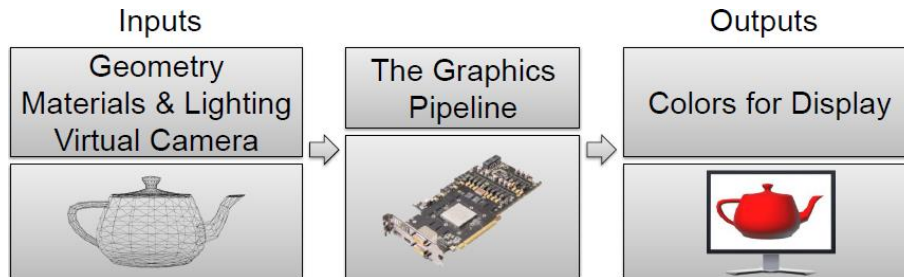 Inputs
Outputs
Geometry
Materials & Lighting
Virtual Camera
The Graphics
Pipeline
Colors for Display